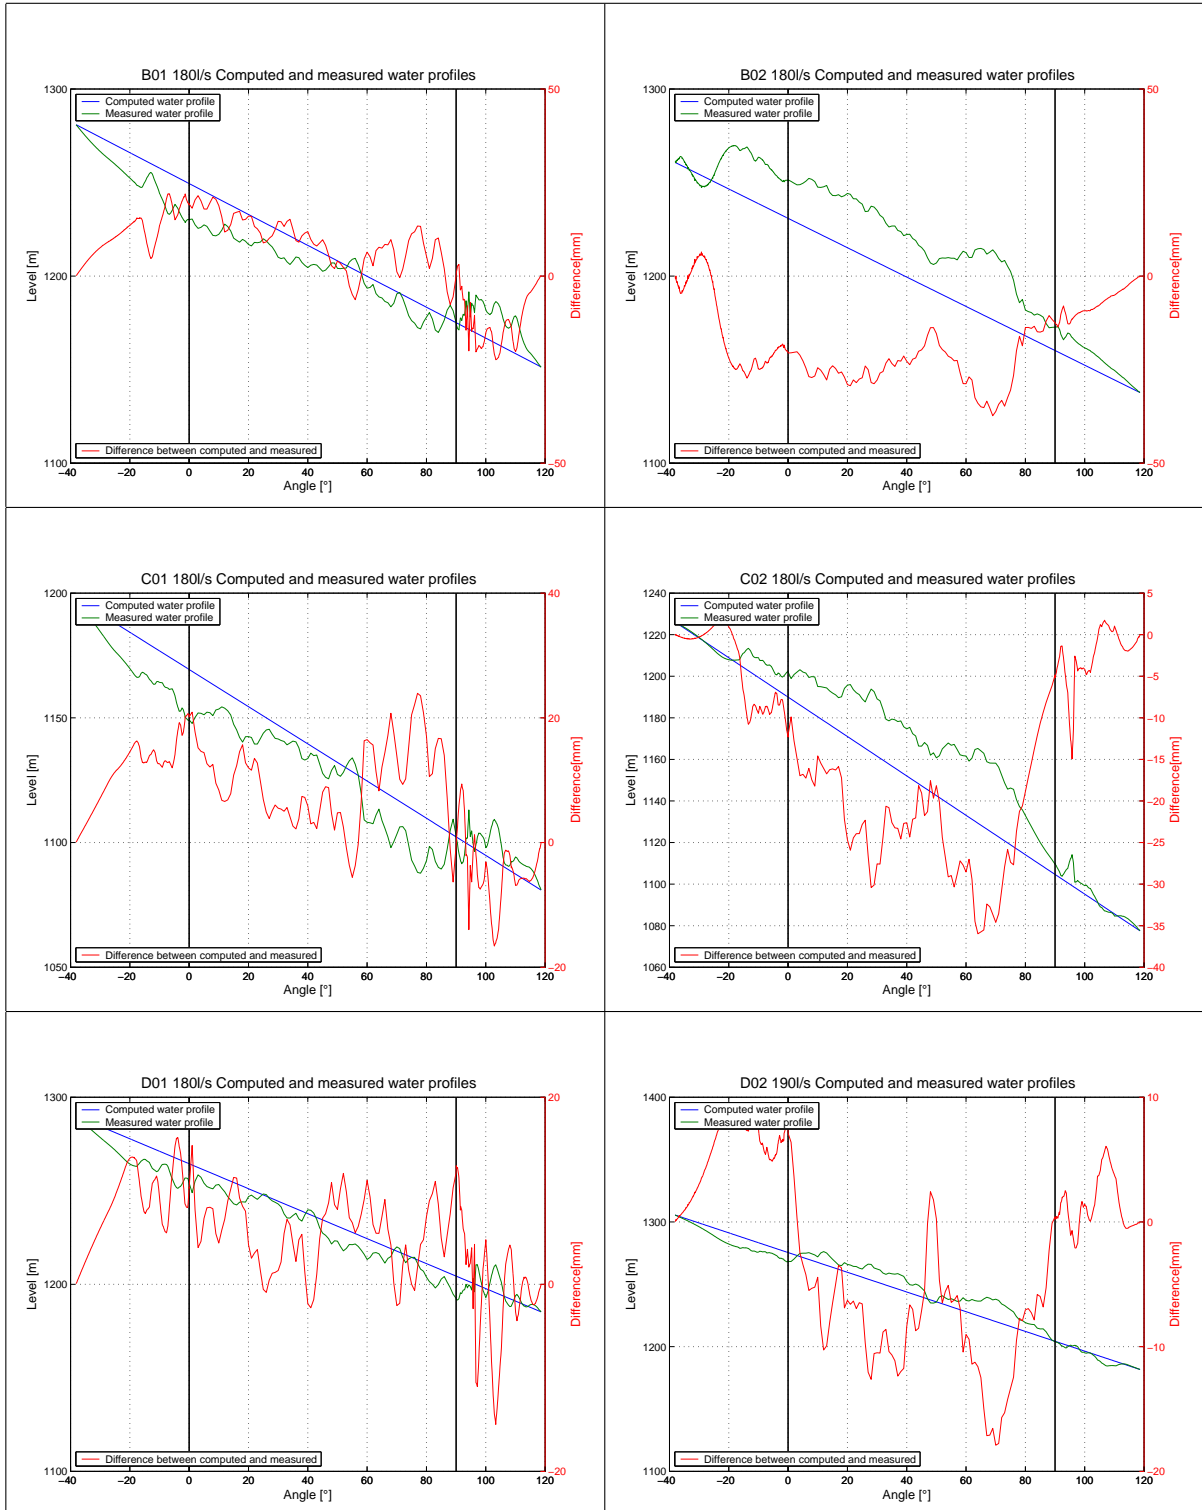 B01 180l/s Computed and measured water profiles
Computed water profile
Measured water profile
Difference between computed and measured
Level [m]
Difference[mm]
Angle [°]
1300
1200
1100
50
0
−50
−40 −20 0 20 40 60 80 100 120
B02 180l/s Computed and measured water profiles
Computed water profile
Measured water profile
Difference between computed and measured
Level [m]
Difference[mm]
Angle [°]
1300
1200
1100
50
0
−50
−40 −20 0 20 40 60 80 100 120
C01 180l/s Computed and measured water profiles
Computed water profile
Measured water profile
Difference between computed and measured
Level [m]
Difference[mm]
Angle [°]
1200
1150
1100
1050
40
20
0
−20
−40 −20 0 20 40 60 80 100 120
C02 180l/s Computed and measured water profiles
Computed water profile
Measured water profile
Difference between computed and measured
Level [m]
Difference[mm]
Angle [°]
1240
1220
1200
1180
1160
1140
1120
1100
1080
1060
5
0
−5
−10
−15
−20
−25
−30
−35
−40
−40 −20 0 20 40 60 80 100 120
D01 180l/s Computed and measured water profiles
Computed water profile
Measured water profile
Difference between computed and measured
Level [m]
Difference[mm]
Angle [°]
1300
1200
1100
20
0
−20
−40 −20 0 20 40 60 80 100 120
D02 190l/s Computed and measured water profiles
Computed water profile
Measured water profile
Difference between computed and measured
Level [m]
Difference[mm]
Angle [°]
1400
1300
1200
1100
10
0
−10
−20
−40 −20 0 20 40 60 80 100 120